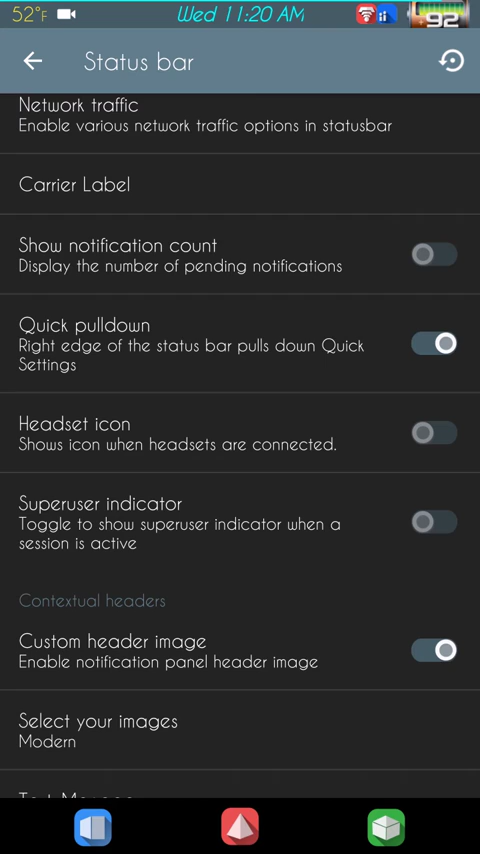 52°F Wed 11:20 AM 92
Status bar
Network traffic
Enable various network traffic options in statusbar
Carrier Label
Show notification count
Display the number of pending notifications
Quick pulldown
Right edge of the status bar pulls down Quick
Settings
Headset icon
Shows icon when headsets are connected.
Superuser indicator
Toggle to show superuser indicator when a
session is active
Contextual headers
Custom header image
Enable notification panel header image
Select your images
Modern